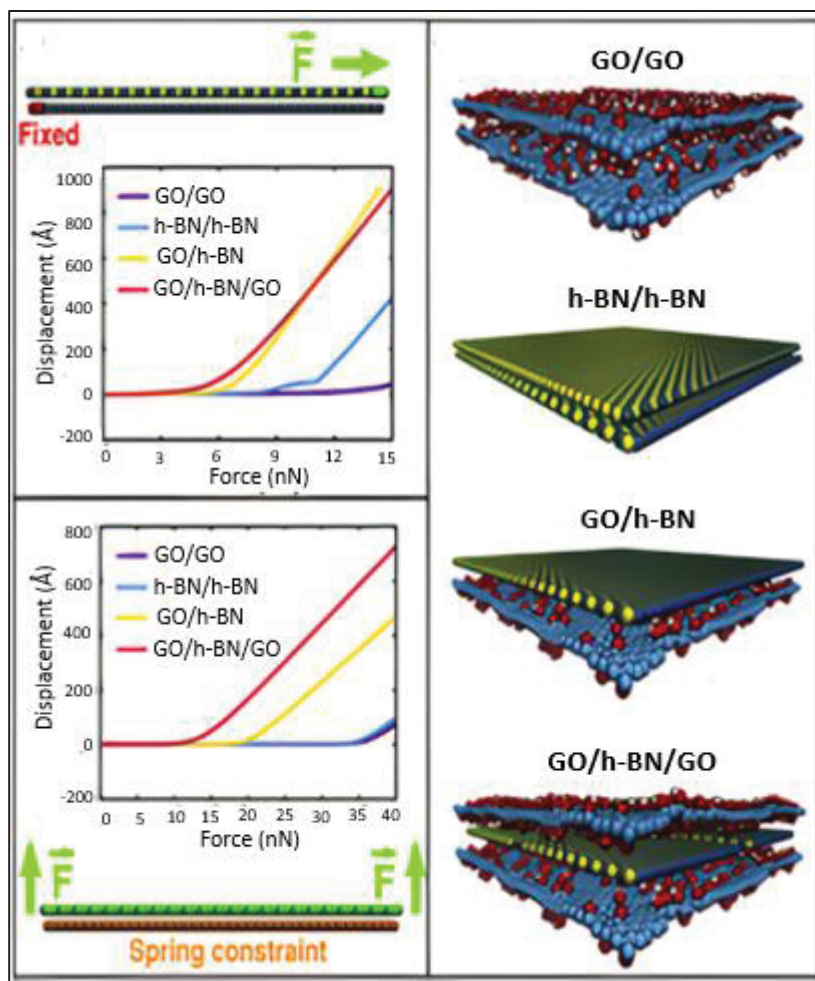 F
Fixed
Displacement (Å)
1000
800
600
400
200
0
-200
GO/GO
h-BN/h-BN
GO/h-BN
GO/h-BN/GO
0 3 6 9 12 15
Force (nN)
Displacement (Å)
800
600
400
200
0
-200
GO/GO
h-BN/h-BN
GO/h-BN
GO/h-BN/GO
0 5 10 15 20 25 30 35 40
Force (nN)
F F
Spring constraint
GO/GO
h-BN/h-BN
GO/h-BN
GO/h-BN/GO